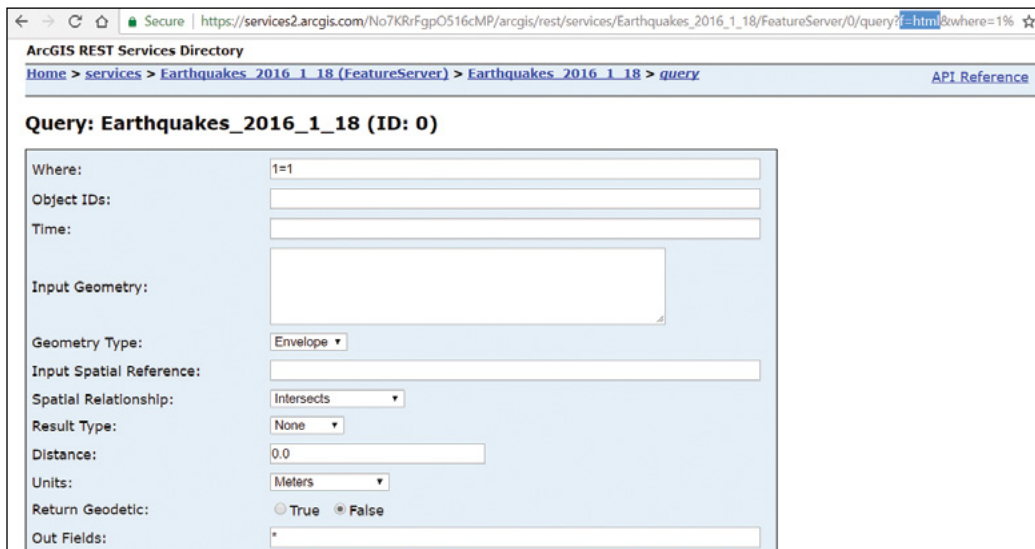 Secure | https://services2.arcgis.com/No7KRrFgpO516cMP/arcgis/rest/services/Earthquakes_2016_1_18/FeatureServer/0/query?f=html&where=1%
ArcGIS REST Services Directory
Home > services > Earthquakes_2016_1_18 (FeatureServer) > Earthquakes_2016_1_18 > query API Reference
Query: Earthquakes_2016_1_18 (ID: 0)
Where: 1=1
Object IDs:
Time:
Input Geometry:
Geometry Type: Envelope
Input Spatial Reference:
Spatial Relationship: Intersects
Result Type: None
Distance: 0.0
Units: Meters
Return Geodetic: True False
Out Fields: *